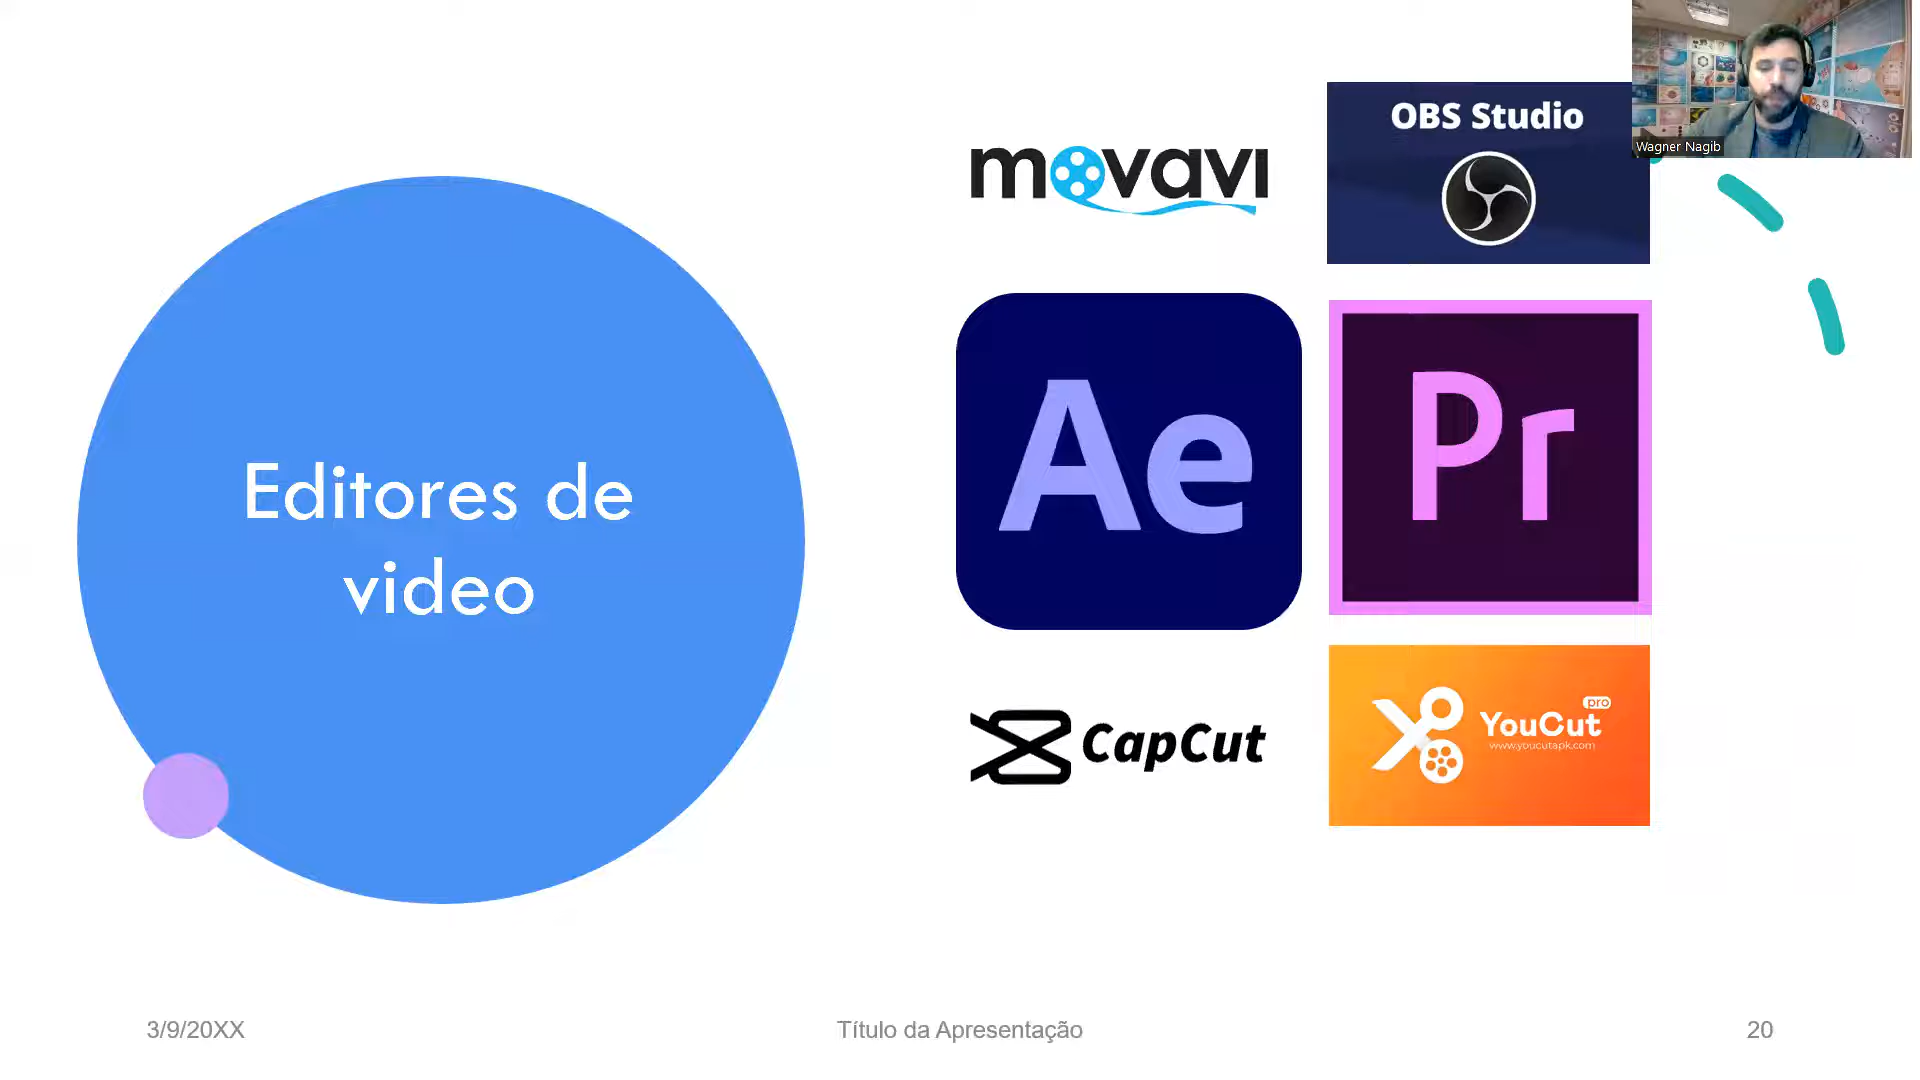 Editores de
video
movavi
OBS Studio
Wagner Nagib
Ae
Pr
CapCut
pro
YouCut
www.youcutapk.com
3/9/20XX
Título da Apresentação
20